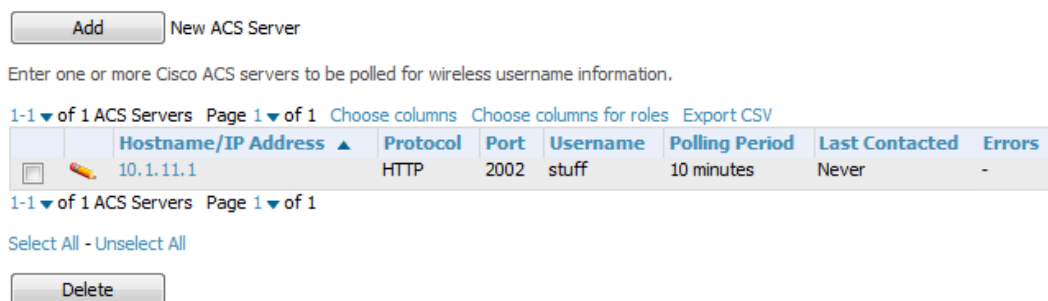 Add New ACS Server
Enter one or more Cisco ACS servers to be polled for wireless username information.
1-1 of 1 ACS Servers Page 1 of 1 Choose columns Choose columns for roles Export CSV
Hostname/IP Address Protocol Port Username Polling Period Last Contacted Errors
10.1.11.1 HTTP 2002 stuff 10 minutes Never -
1-1 of 1 ACS Servers Page 1 of 1
Select All - Unselect All
Delete